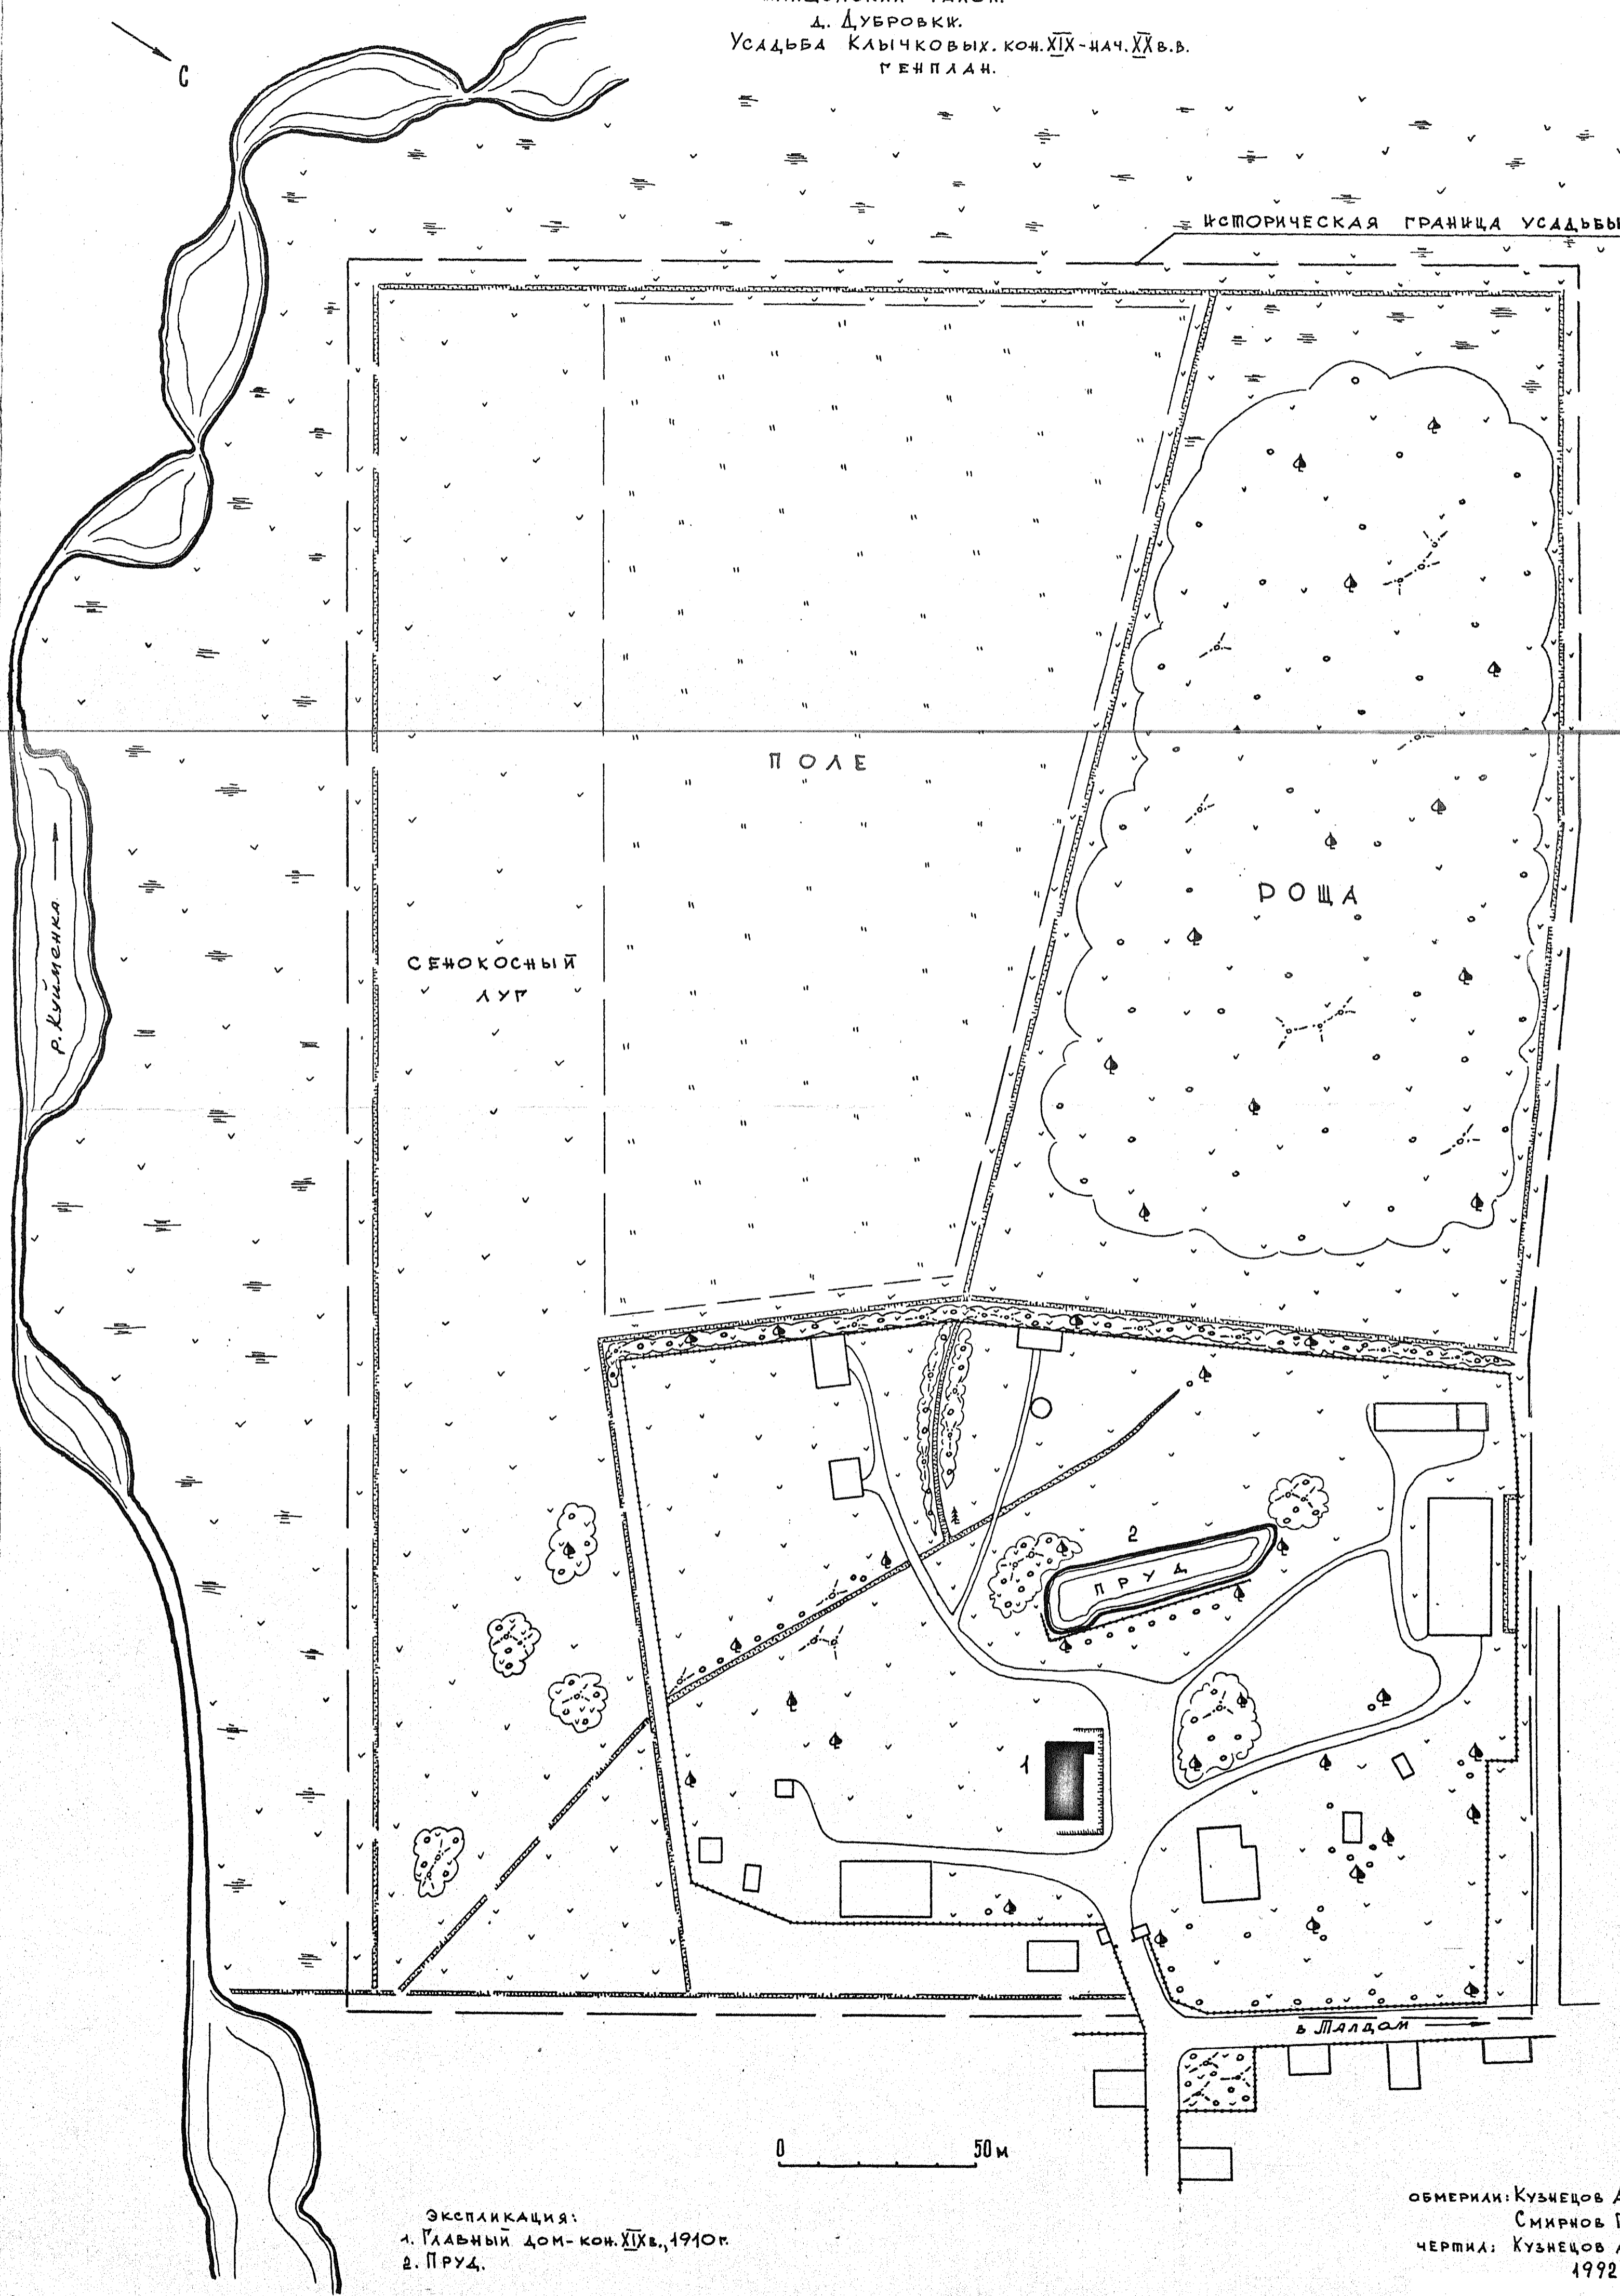 д. Дубровки.
Усадьба Клычковых. кон. XIX - нач. XX в.в.
генплан.
С
историческая граница усадьбы
поле
роща
сенокосный
луг
р. Куйменка
2
пруд
1
в Талдом
0 50 м
экспликация:
1. Главный дом - кон. XIX в., 1910 г.
2. Пруд.
обмерили: Кузнецов А
Смирнов
чертил: Кузнецов
1992